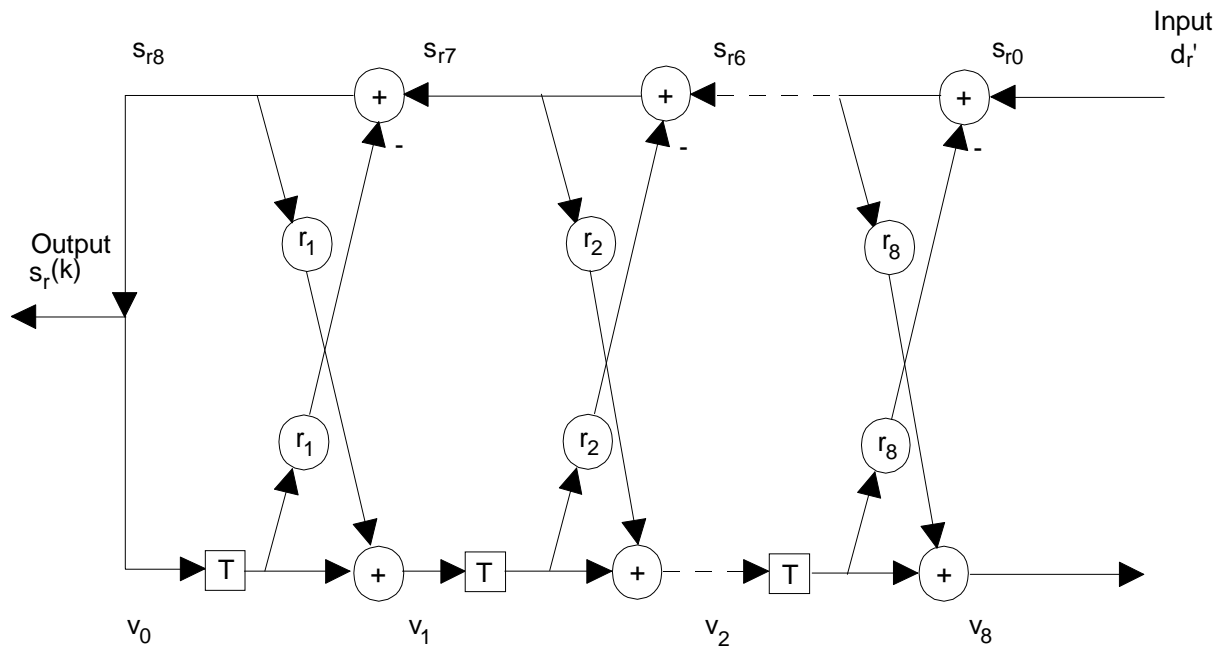 Input
s_r8 s_r7 s_r6 s_r0 d_r'
+ + +
- - -
r_1 r_2 r_8
Output
s_r(k)
r_1 r_2 r_8
T + T + T +
v_0 v_1 v_2 v_8